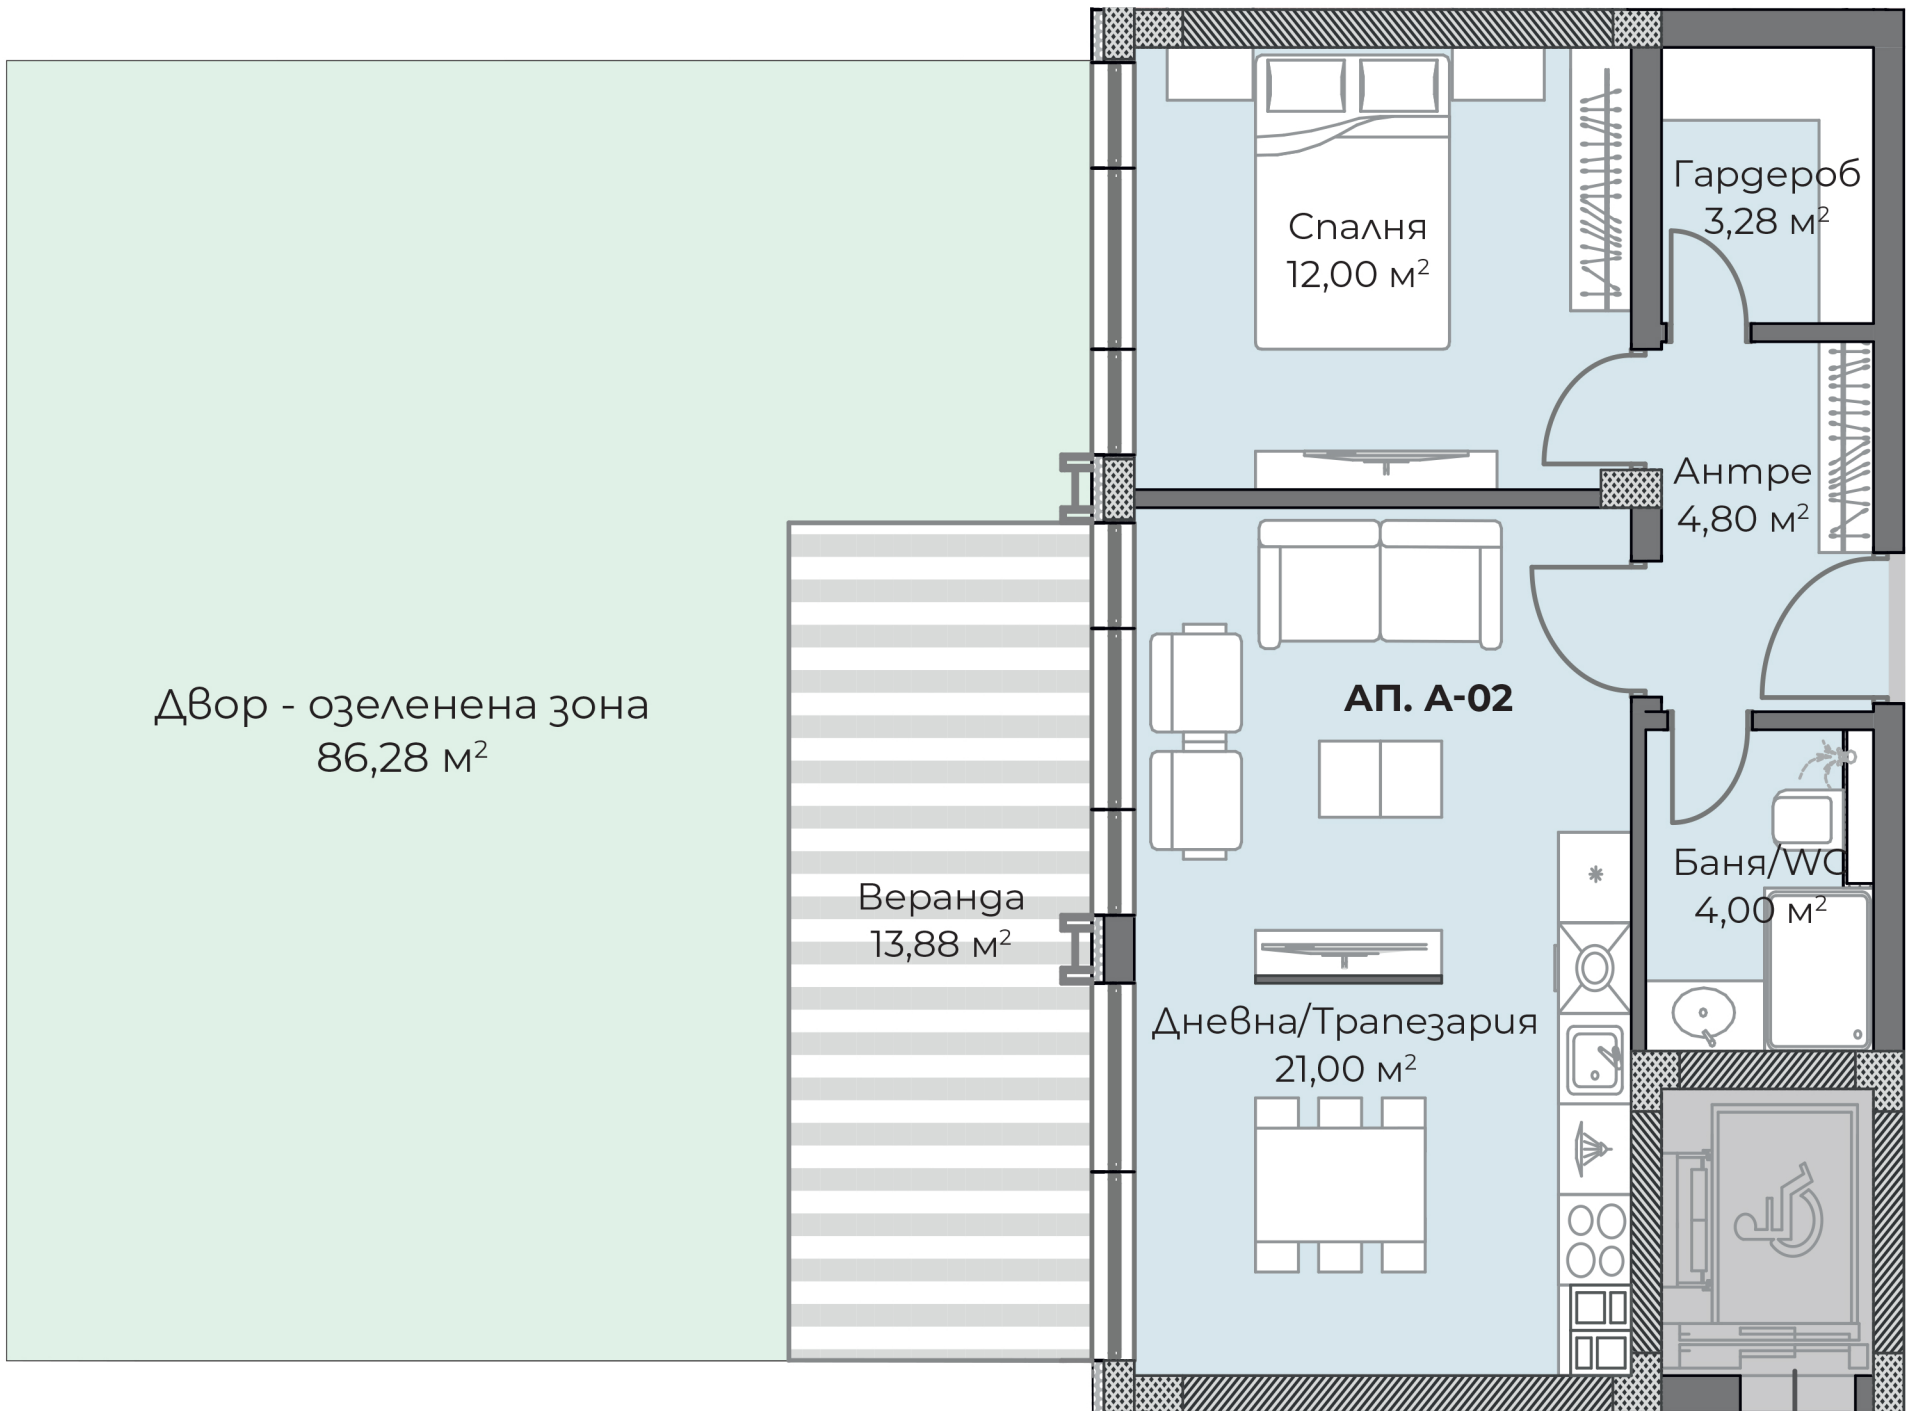 Гардероб
3,28 м²
Спалня
12,00 м²
Антре
4,80 м²
АП. А-02
Двор - озеленена зона
86,28 м²
Баня/WC
4,00 м²
Веранда
13,88 м²
Дневна/Трапезария
21,00 м²